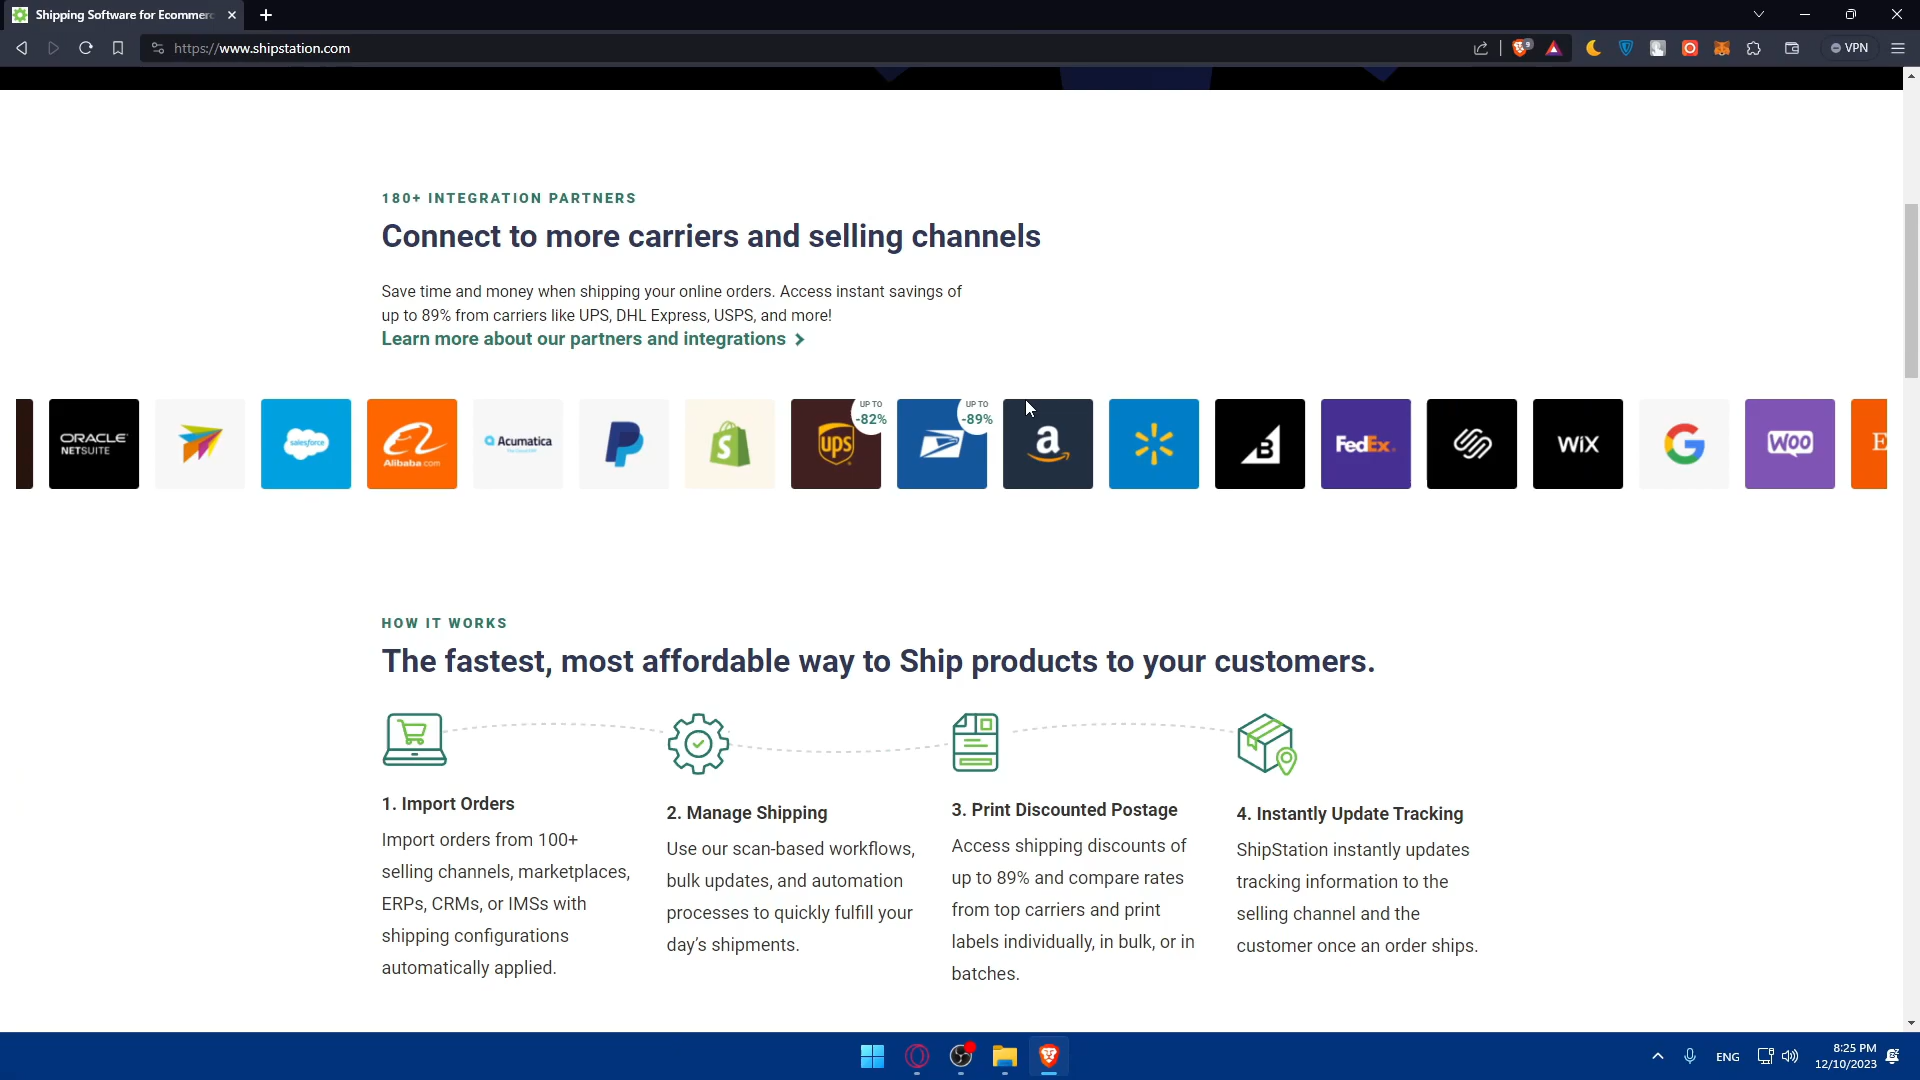 Shipping Software for Ecommerc
https://www.shipstation.com
9
VPN
180+ INTEGRATION PARTNERS
Connect to more carriers and selling channels
Save time and money when shipping your online orders. Access instant savings of
up to 89% from carriers like UPS, DHL Express, USPS, and more!
Learn more about our partners and integrations
ORACLE
NETSUITE
salesforce
Alibaba.com
Acumatica
ups
UP TO
-82%
UP TO
-89%
a
B
FedEx
WiX
G
WOO
E
HOW IT WORKS
The fastest, most affordable way to Ship products to your customers.
1. Import Orders
Import orders from 100+
selling channels, marketplaces,
ERPs, CRMs, or IMSs with
shipping configurations
automatically applied.
2. Manage Shipping
Use our scan-based workflows,
bulk updates, and automation
processes to quickly fulfill your
day's shipments.
3. Print Discounted Postage
Access shipping discounts of
up to 89% and compare rates
from top carriers and print
labels individually, in bulk, or in
batches.
4. Instantly Update Tracking
ShipStation instantly updates
tracking information to the
selling channel and the
customer once an order ships.
ENG
8:25 PM
12/10/2023